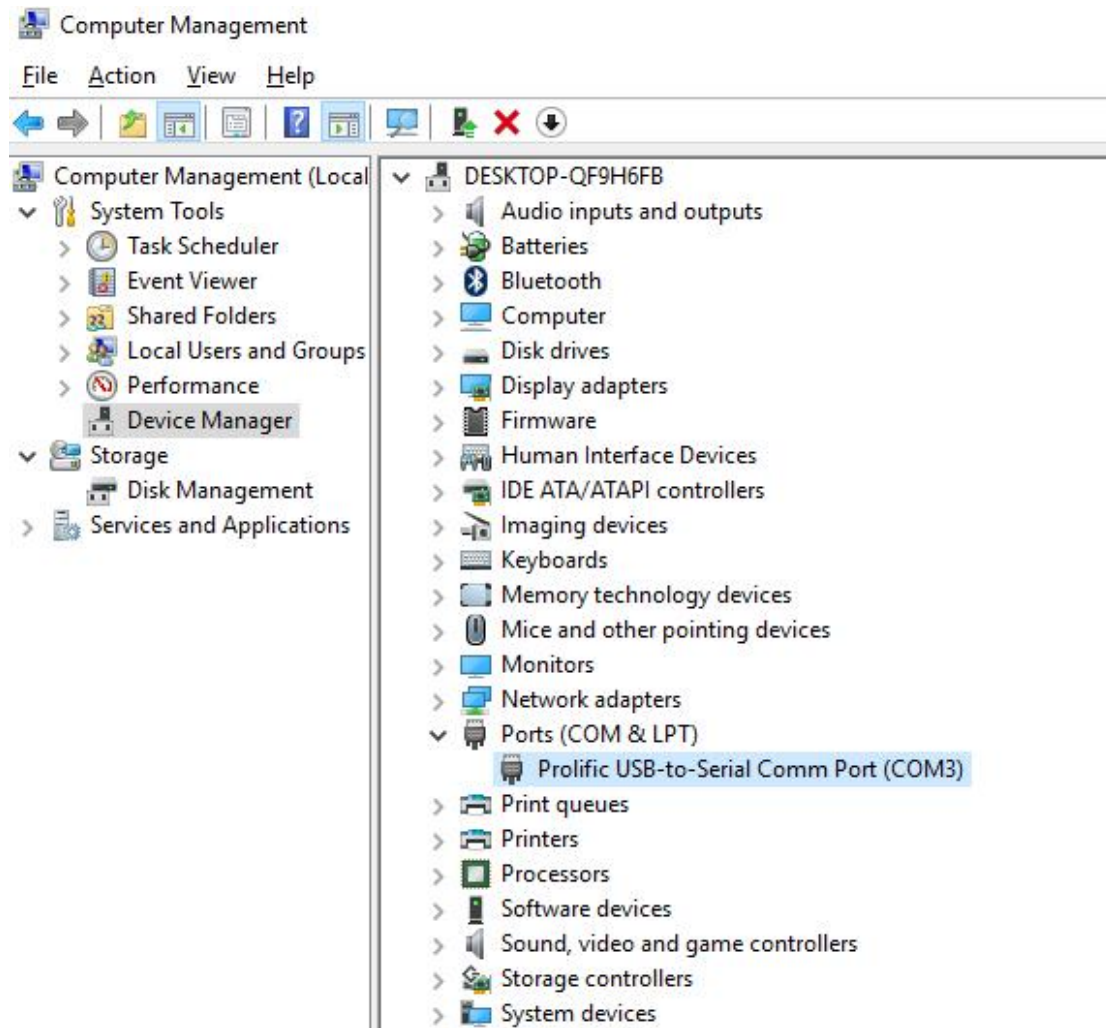 Computer Management
File Action View Help
Computer Management (Local
System Tools
Task Scheduler
Event Viewer
Shared Folders
Local Users and Groups
Performance
Device Manager
Storage
Disk Management
Services and Applications
DESKTOP-QF9H6FB
Audio inputs and outputs
Batteries
Bluetooth
Computer
Disk drives
Display adapters
Firmware
Human Interface Devices
IDE ATA/ATAPI controllers
Imaging devices
Keyboards
Memory technology devices
Mice and other pointing devices
Monitors
Network adapters
Ports (COM & LPT)
Prolific USB-to-Serial Comm Port (COM3)
Print queues
Printers
Processors
Software devices
Sound, video and game controllers
Storage controllers
System devices